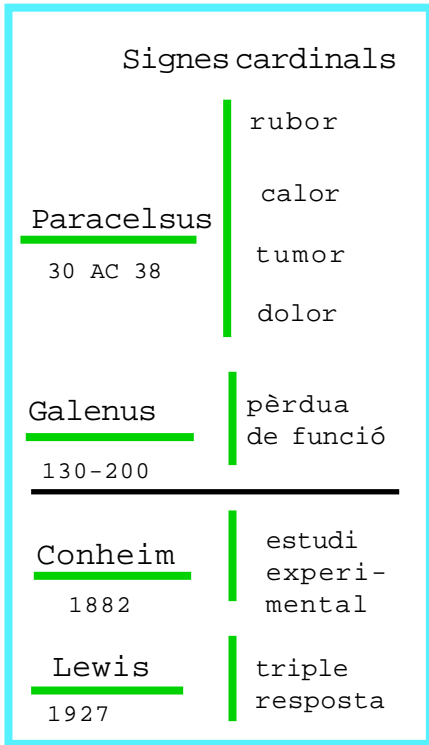 Signes cardinals
Paracelsus
30 AC 38
rubor
calor
tumor
dolor
Galenus
130-200
pèrdua
de funció
Conheim
1882
estudi
experi-
mental
Lewis
1927
triple
resposta